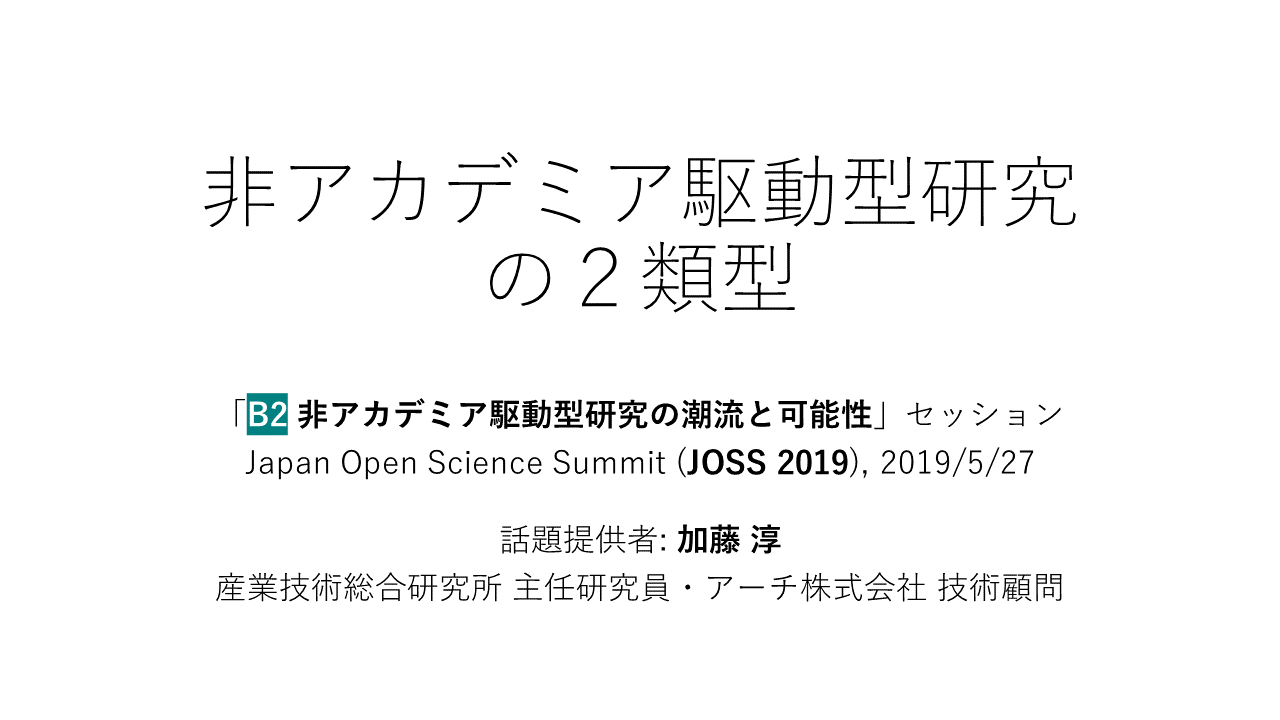 非アカデミア駆動型研究
の２類型
「B2 非アカデミア駆動型研究の潮流と可能性」セッション
Japan Open Science Summit (JOSS 2019), 2019/5/27
話題提供者: 加藤 淳
産業技術総合研究所 主任研究員・アーチ株式会社 技術顧問